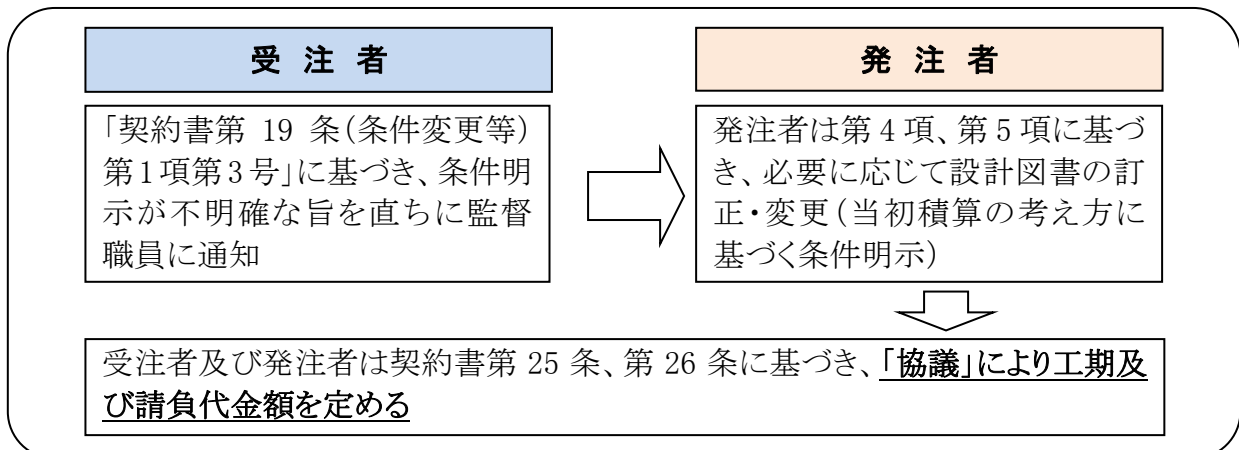 受 注 者
「契約書第 19 条(条件変更等)
第1項第3号」に基づき、条件明
示が不明確な旨を直ちに監督
職員に通知
発 注 者
発注者は第4項、第5項に基づ
き、必要に応じて設計図書の訂
正・変更(当初積算の考え方に
基づく条件明示)
受注者及び発注者は契約書第 25 条、第 26 条に基づき、「協議」により工期及
び請負代金額を定める